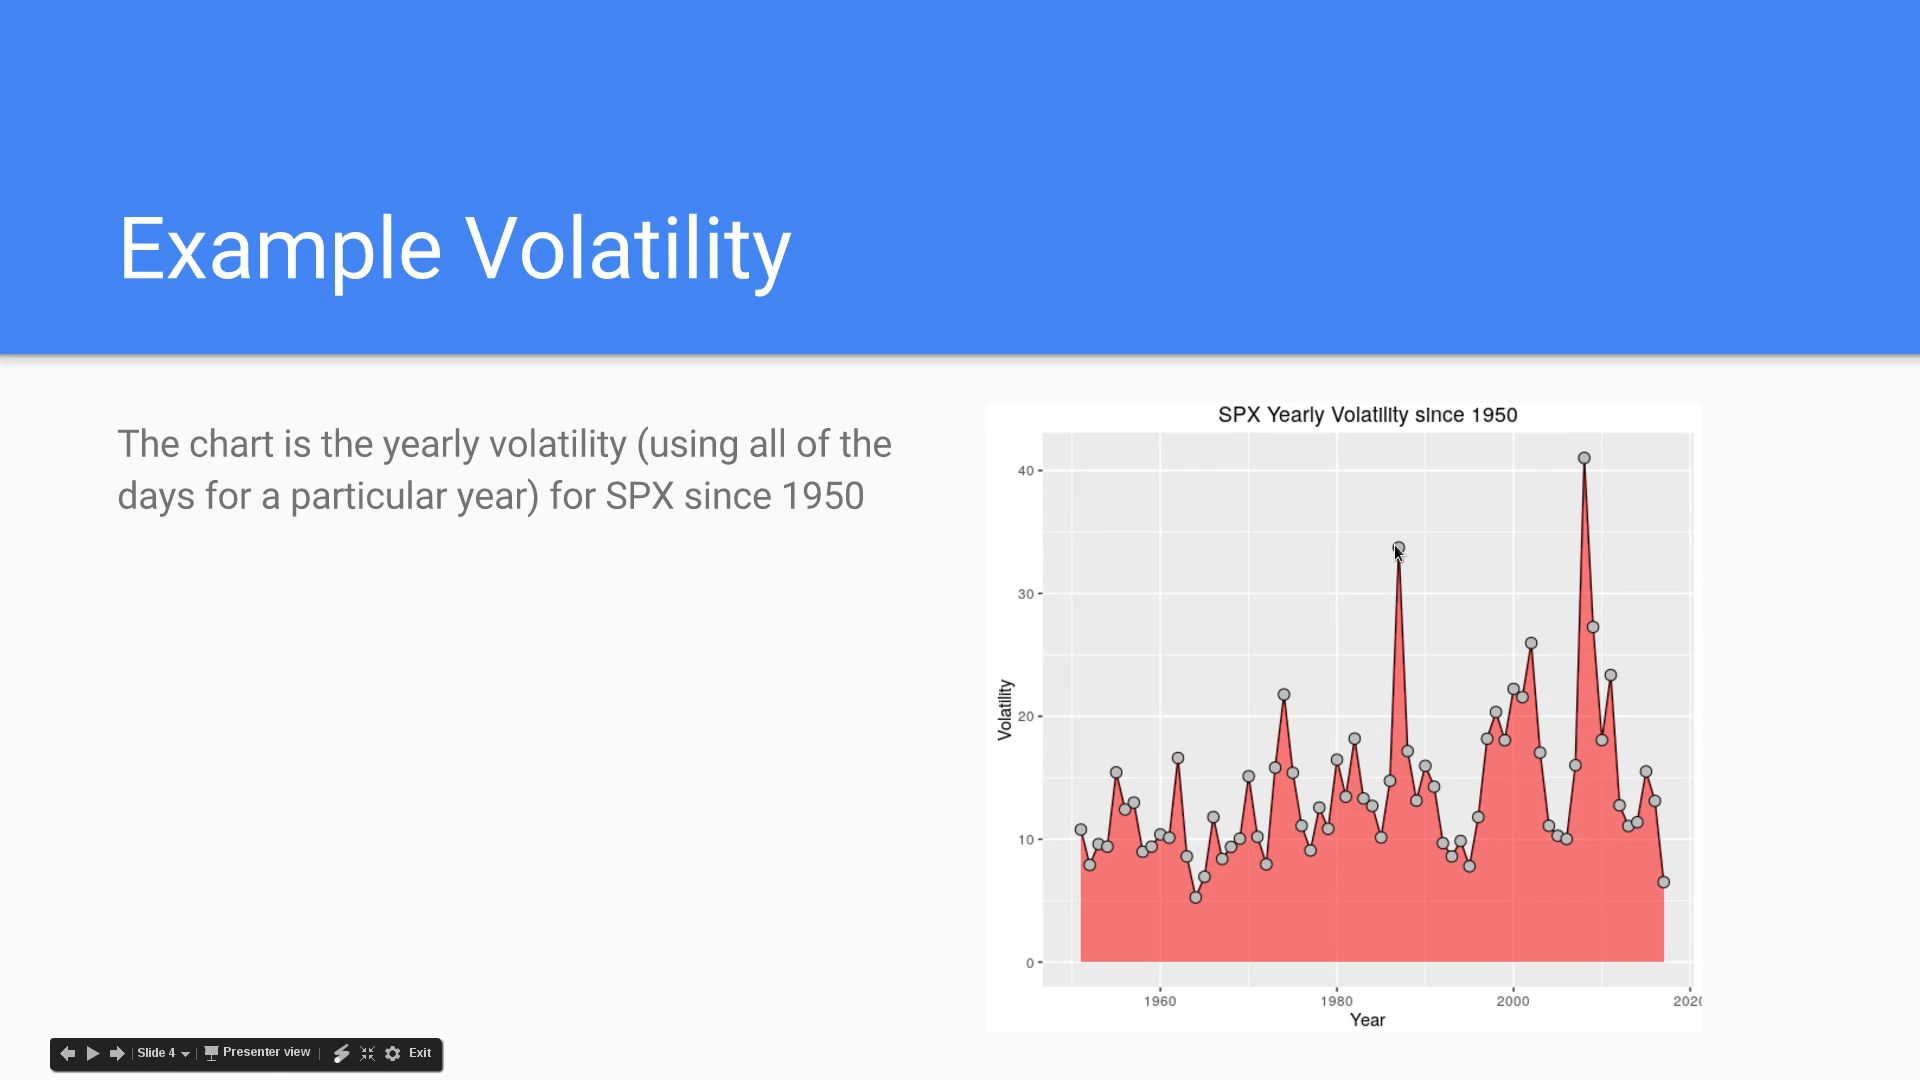 Example Volatility
The chart is the yearly volatility (using all of the
days for a particular year) for SPX since 1950
SPX Yearly Volatility since 1950
Volatility
40
30
20
10
0
1960 1980 2000 2020
Year
Slide 4 Presenter view Exit